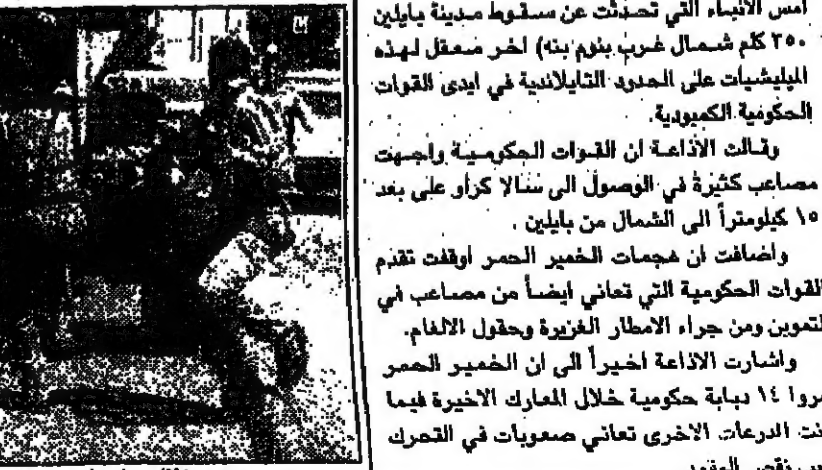 امس الانباء التي تحدثت عن سقوط مدينة بايلين
٢٥٠ كلم شمال غرب بنوم بنه) اخر معقل لهذه
الميليشيات على الحدود التايلاندية في ايدي القوات
الحكومية الكمبودية.
وقالت الاذاعة ان القوات الحكومية واجهت
مصاعب كثيرة في الوصول الى سالا كراو على بعد
١٥ كيلومتراً الى الشمال من بايلين .
واضافت ان هجمات الخمير الحمر اوقفت تقدم
القوات الحكومية التي تعاني ايضاً من مصاعب في
لتموين ومن جراء الامطار الغزيرة وحقول الالغام.
واشارت الاذاعة اخيراً الى ان الخمير الحمر
مروا ١٤ دبابة حكومية خلال المعارك الاخيرة فيما
نت الدرعات الاخرى تعاني صعوبات في التحرك